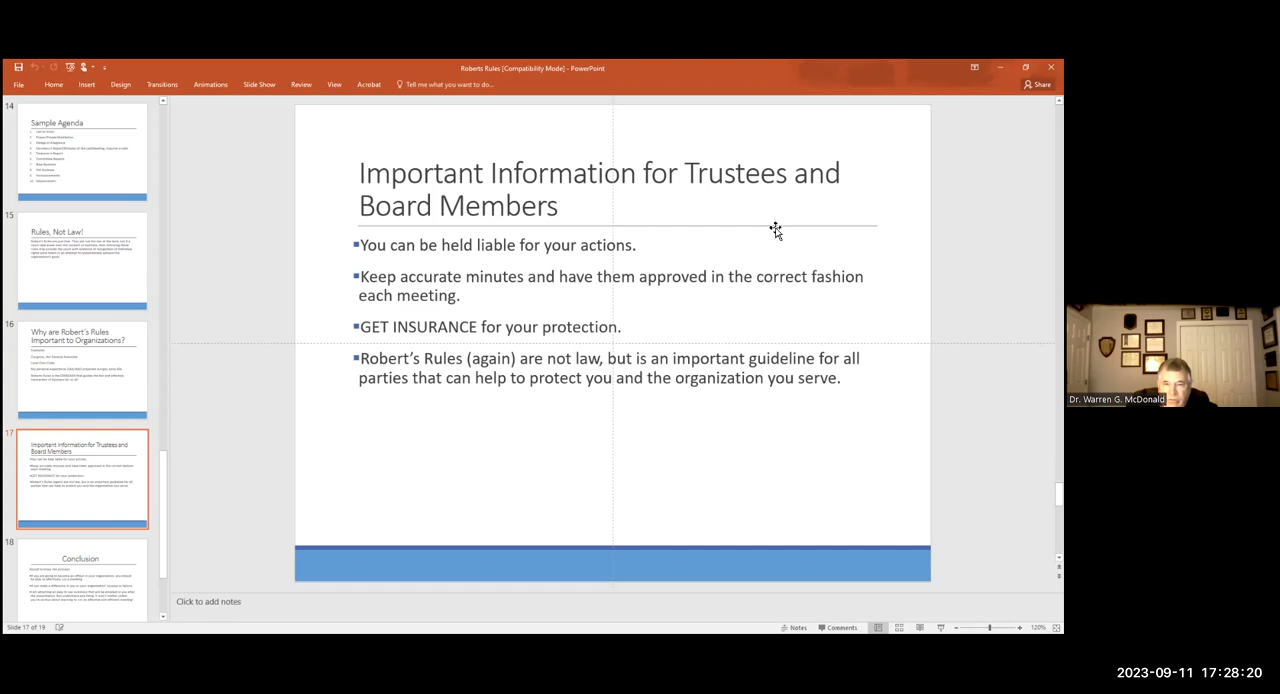 Roberts Rules [Compatibility Mode] - PowerPoint
File Home Insert Design Transitions Animations Slide Show Review View Acrobat Tell me what you want to do... Share
14
Sample Agenda
15
Rules, Not Law!
16
Why are Robert's Rules
Important to Organizations?
17
Important Information for Trustees and
Board Members
18
Conclusion
Important Information for Trustees and
Board Members
You can be held liable for your actions.
Keep accurate minutes and have them approved in the correct fashion
each meeting.
GET INSURANCE for your protection.
Robert's Rules (again) are not law, but is an important guideline for all
parties that can help to protect you and the organization you serve.
Click to add notes
Slide 17 of 19 Notes Comments 120%
Dr. Warren G. McDonald
2023-09-11 17:28:20